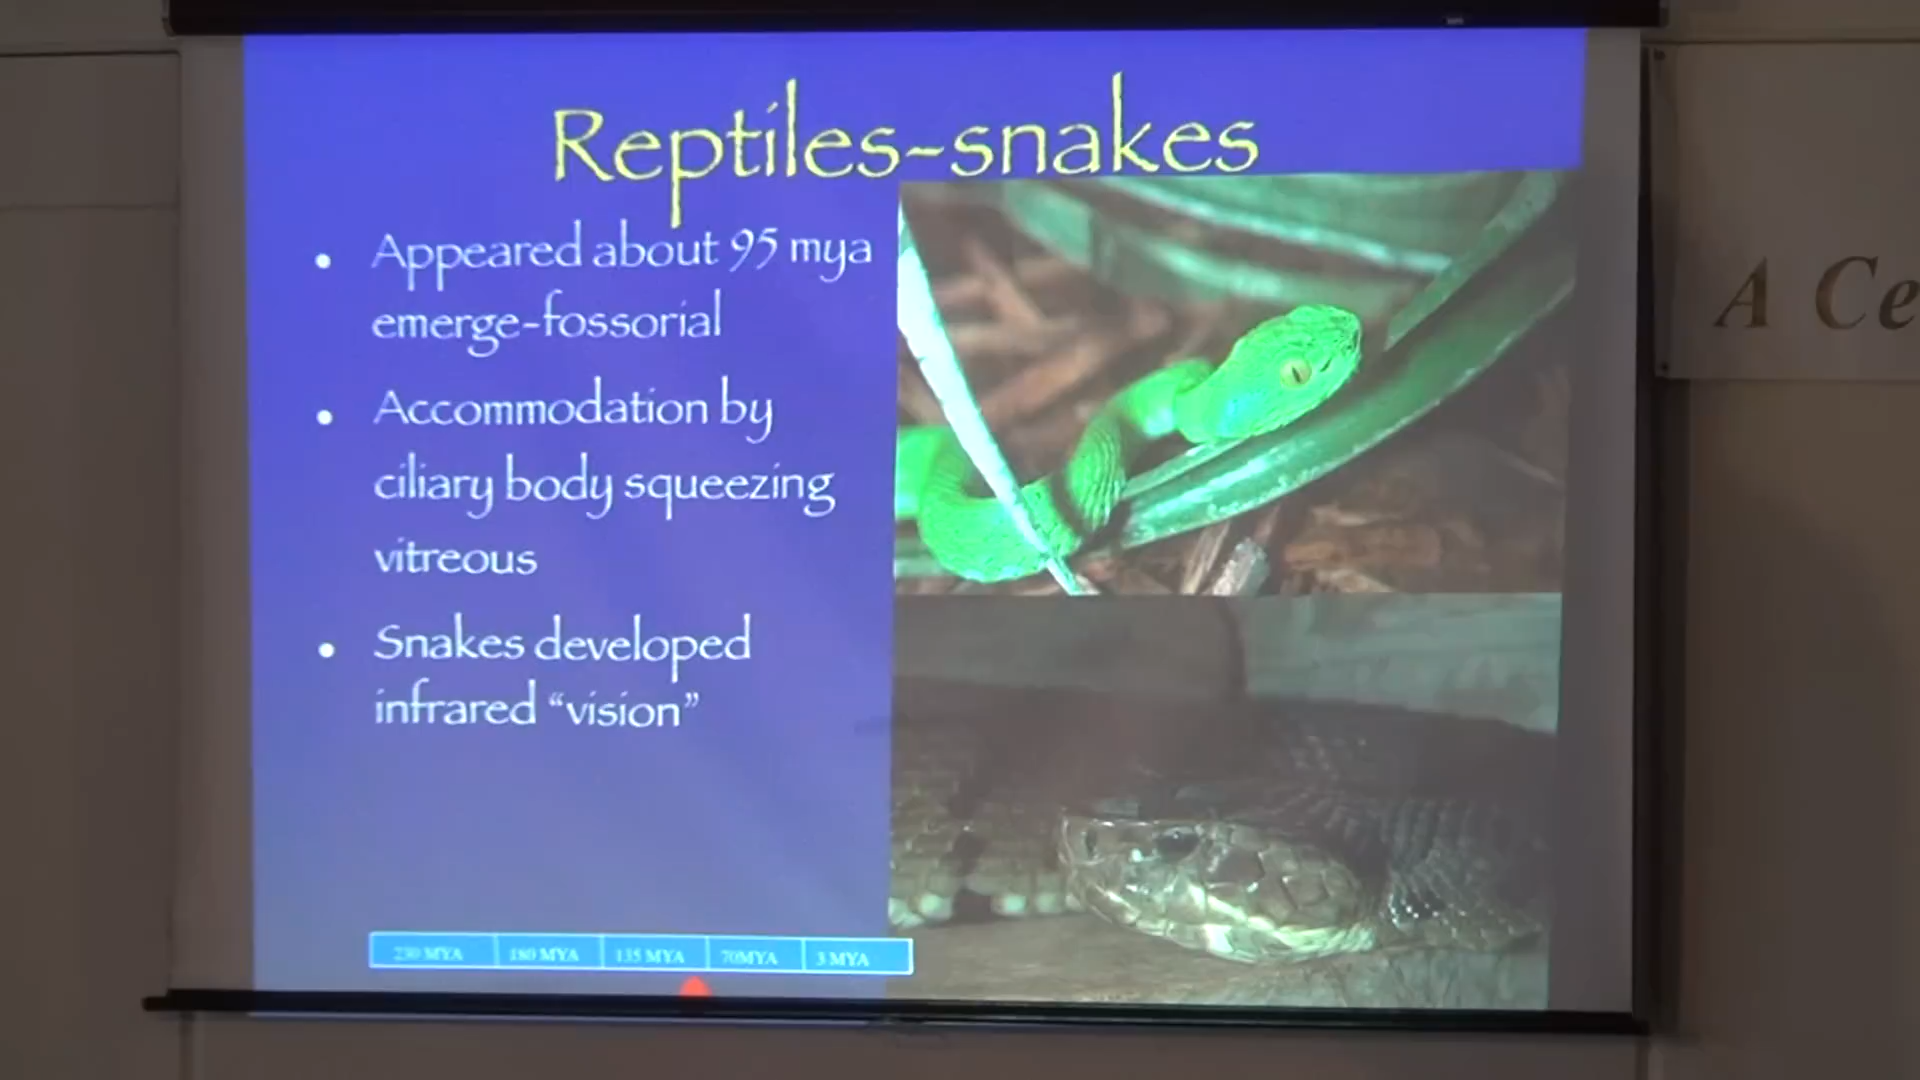 Reptiles-snakes
• Appeared about 95 mya
emerge-fossorial
• Accommodation by
ciliary body squeezing
vitreous
• Snakes developed
infrared “vision”
230 MYA 180 MYA 135 MYA 70MYA 3 MYA
A Ce